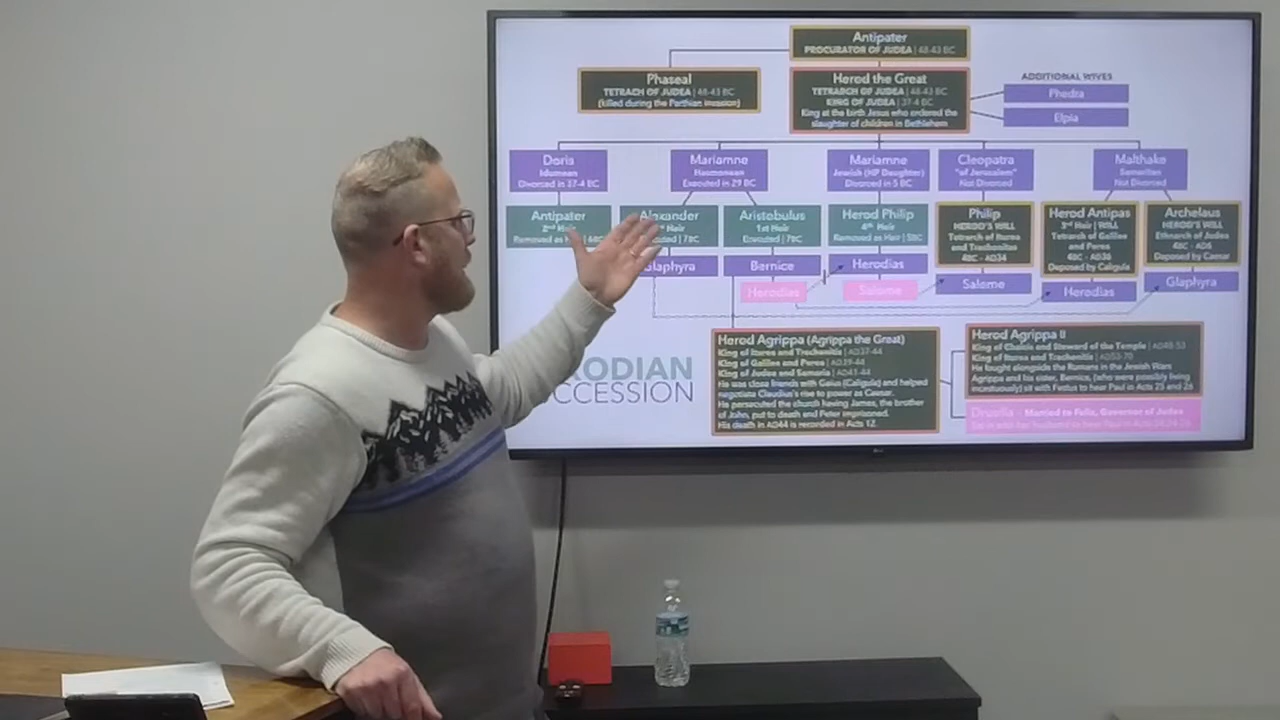 Antipater
PROCURATOR OF JUDEA | 48-43 BC
Phaseal
TETRACH OF JUDEA | 48-43 BC
(killed during the Parthian invasion)
Herod the Great
TETRARCH OF JUDEA | 48-43 BC
KING OF JUDEA | 37-4 BC
King at the birth Jesus who ordered the
slaughter of children in Bethlehem
ADDITIONAL WIVES
Phedra
Elpia
Doris
Idumean
Divorced in 37-4 BC
Mariamne
Hasmonean
Executed in 29 BC
Mariamne
Jewish (HP Daughter)
Divorced in 5 BC
Cleopatra
"of Jerusalem"
Not Divorced
Malthake
Samaritan
Not Divorced
Antipater
2nd Heir
Removed as
Alexander
Heir
| 7BC
Aristobulus
1st Heir
Executed | 7BC
Herod Philip
4th Heir
Removed as Heir | 5BC
Philip
HEROD'S WILL
Tetrarch of Iturea
and Trachonitis
4BC - AD34
Herod Antipas
3rd Heir | WILL
Tetrarch of Galilee
and Perea
4BC - AD38
Deposed by Caligula
Archelaus
HEROD'S WILL
Ethnarch of Judea
4BC - AD6
Deposed by Caesar
Glaphyra
Bernice
Herodias
Salome
Herodias
Glaphyra
Herodias
Salome
RODIAN
CCESSION
Herod Agrippa (Agrippa the Great)
King of Iturea and Trachonitis | AD37-44
King of Galilee and Perea | AD39-44
King of Judea and Samaria | AD41-44
He was close friends with Gaius (Caligula) and helped
negotiate Claudius's rise to power as Caesar.
He persecuted the church having James, the brother
of John, put to death and Peter imprisoned.
His death in AD44 is recorded in Acts 12.
Herod Agrippa II
King of Chalcis and Steward of the Temple | AD48-53
King of Iturea and Trachonitis | AD53-70
He fought alongside the Romans in the Jewish Wars
Agrippa and his sister, Bernice, (who were possibly living
incestuously) sit with Festus to hear Paul in Acts 25 and 26
Drusilla - Married to Felix, Governor of Judea